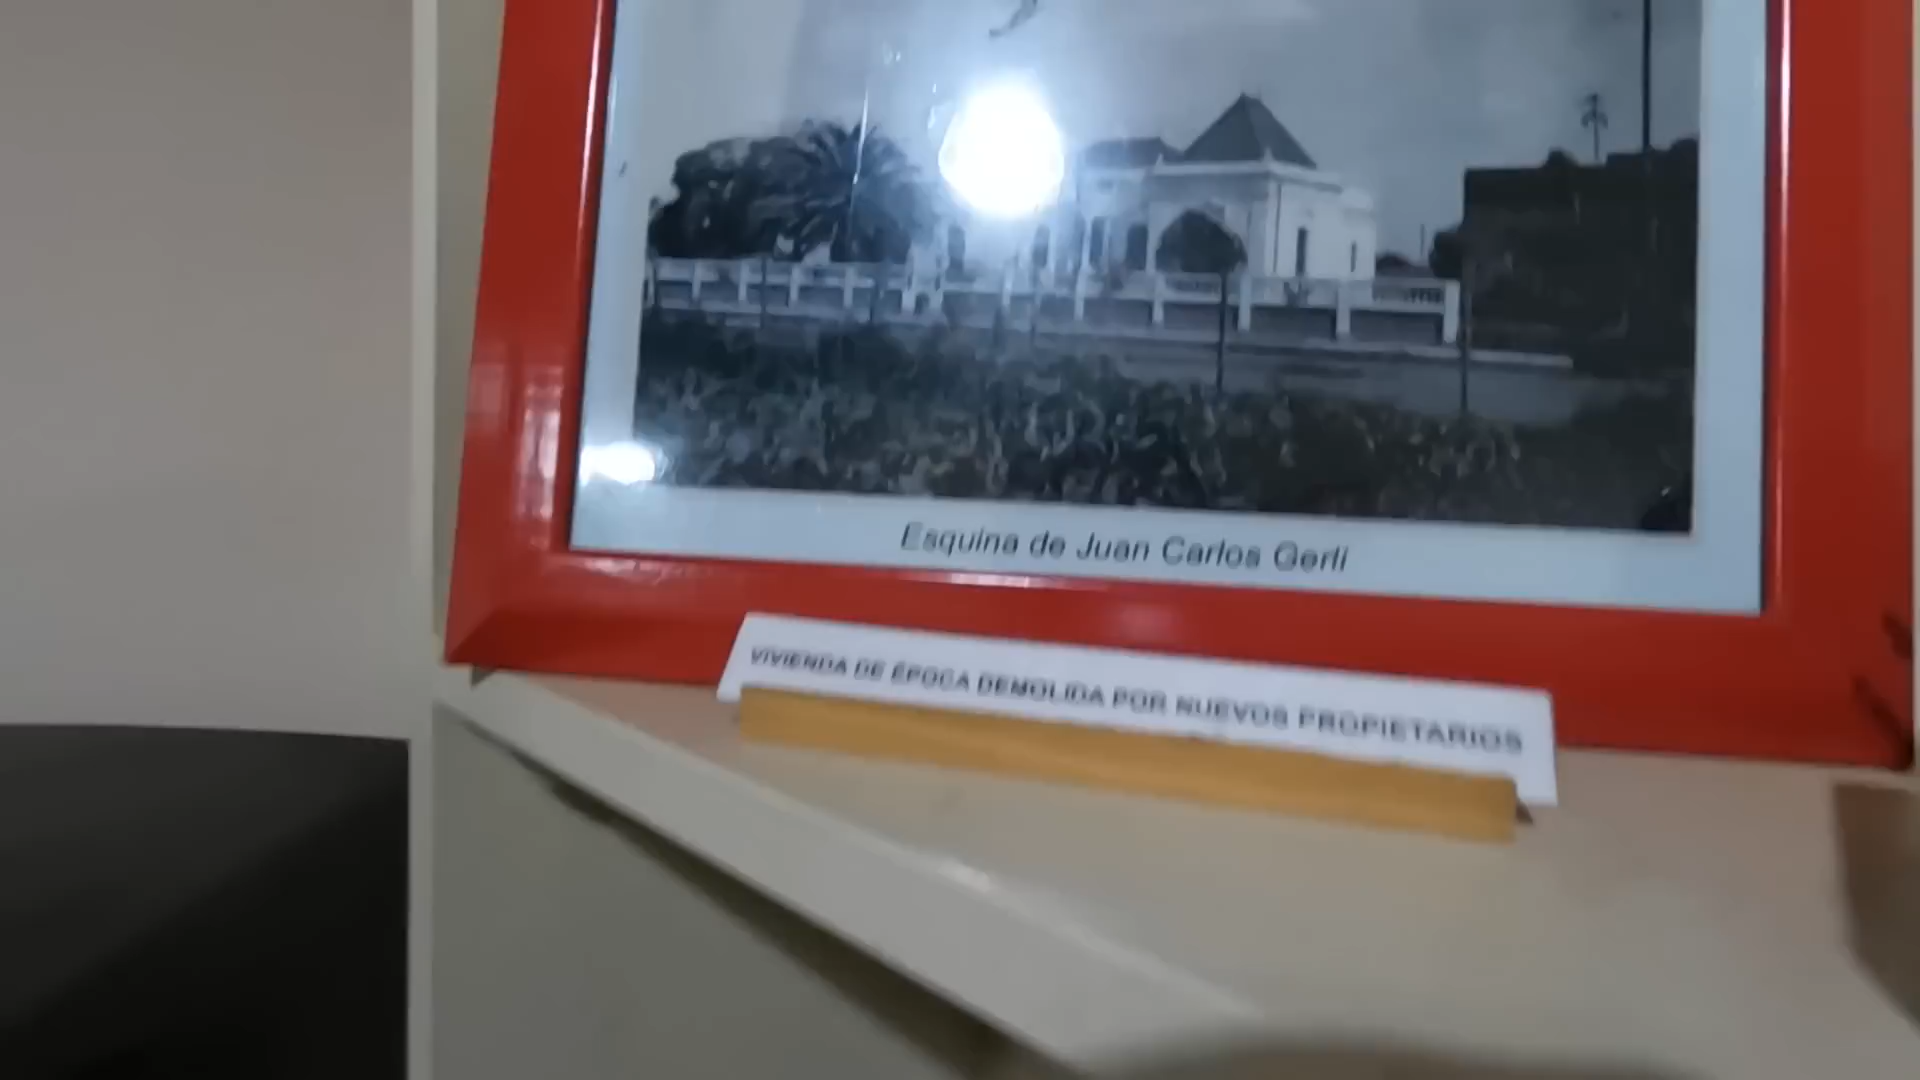 Esquina de Juan Carlos Gerli
VIVIENDA DE ÉPOCA DEMOLIDA POR NUEVOS PROPIETARIOS